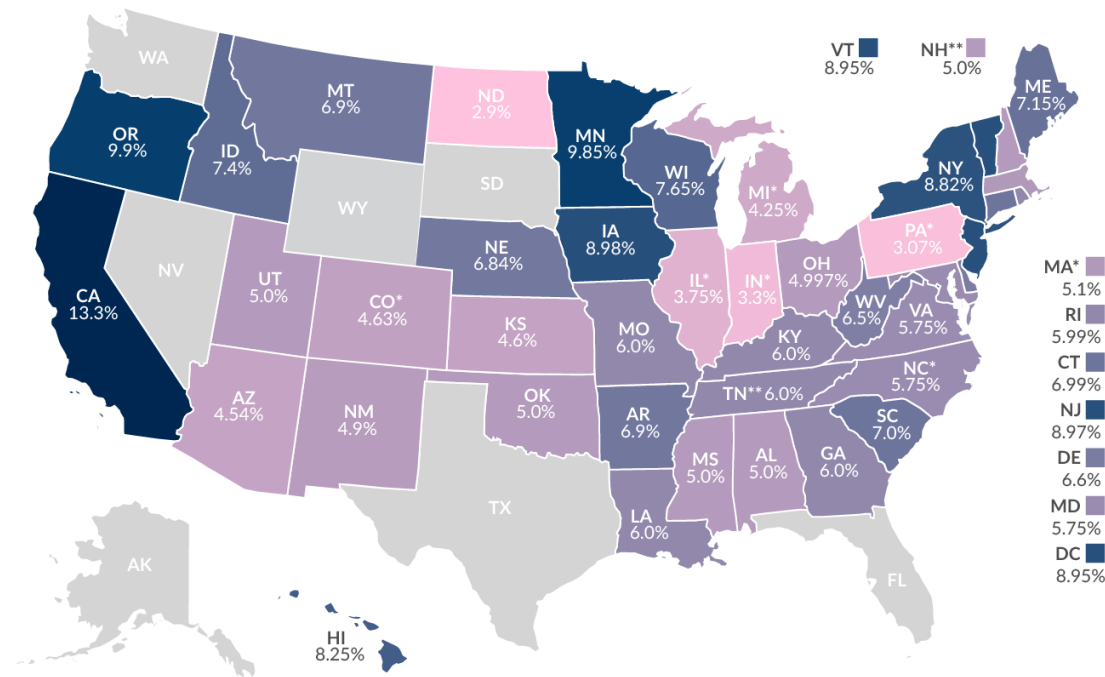 VT
8.95%
NH**
5.0%
WA
MT
6.9%
ND
2.9%
MN
9.85%
ME
7.15%
OR
9.9%
ID
7.4%
SD
WI
7.65%
MI*
4.25%
NY
8.82%
WY
IA
8.98%
PA*
3.07%
NV
NE
6.84%
IL*
3.75%
IN*
3.3%
OH
4.997%
MA*
5.1%
CA
13.3%
UT
5.0%
CO*
4.63%
KS
4.6%
MO
6.0%
WV
6.5%
VA
5.75%
RI
5.99%
KY
6.0%
CT
6.99%
NC*
5.75%
TN** 6.0%
AZ
4.54%
NM
4.9%
OK
5.0%
AR
6.9%
SC
7.0%
NJ
8.97%
MS
5.0%
AL
5.0%
GA
6.0%
DE
6.6%
TX
LA
6.0%
MD
5.75%
AK
FL
DC
8.95%
HI
8.25%